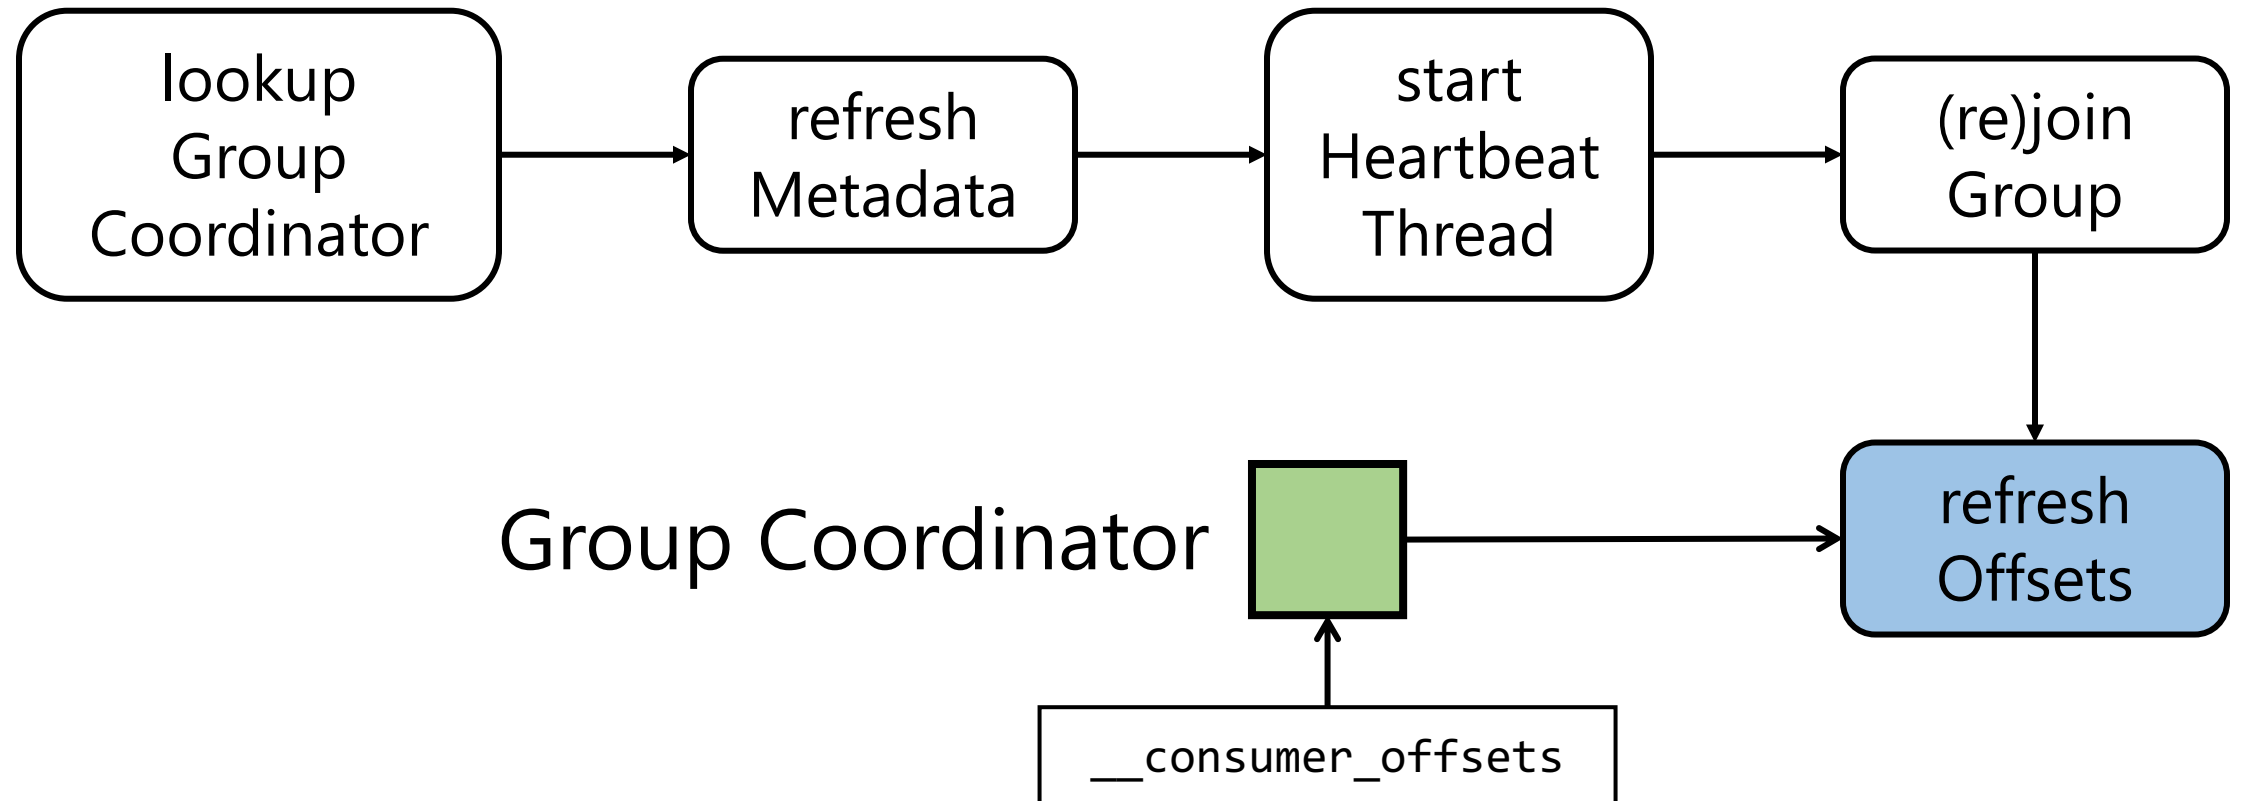 lookup
Group
Coordinator
refresh
Metadata
start
Heartbeat
Thread
(re)join
Group
Group Coordinator
refresh
Offsets
__consumer_offsets